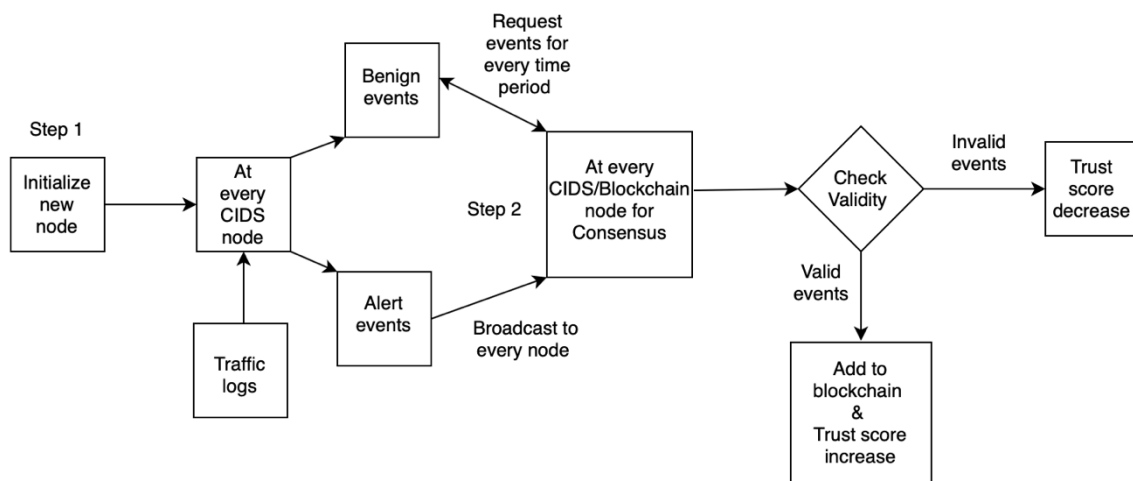 Step 1
Initialize
new
node
At
every
CIDS
node
Traffic
logs
Benign
events
Alert
events
Request
events for
every time
period
Step 2
Broadcast to
every node
At every
CIDS/Blockchain
node for
Consensus
Check
Validity
Invalid
events
Trust
score
decrease
Valid
events
Add to
blockchain
&
Trust score
increase